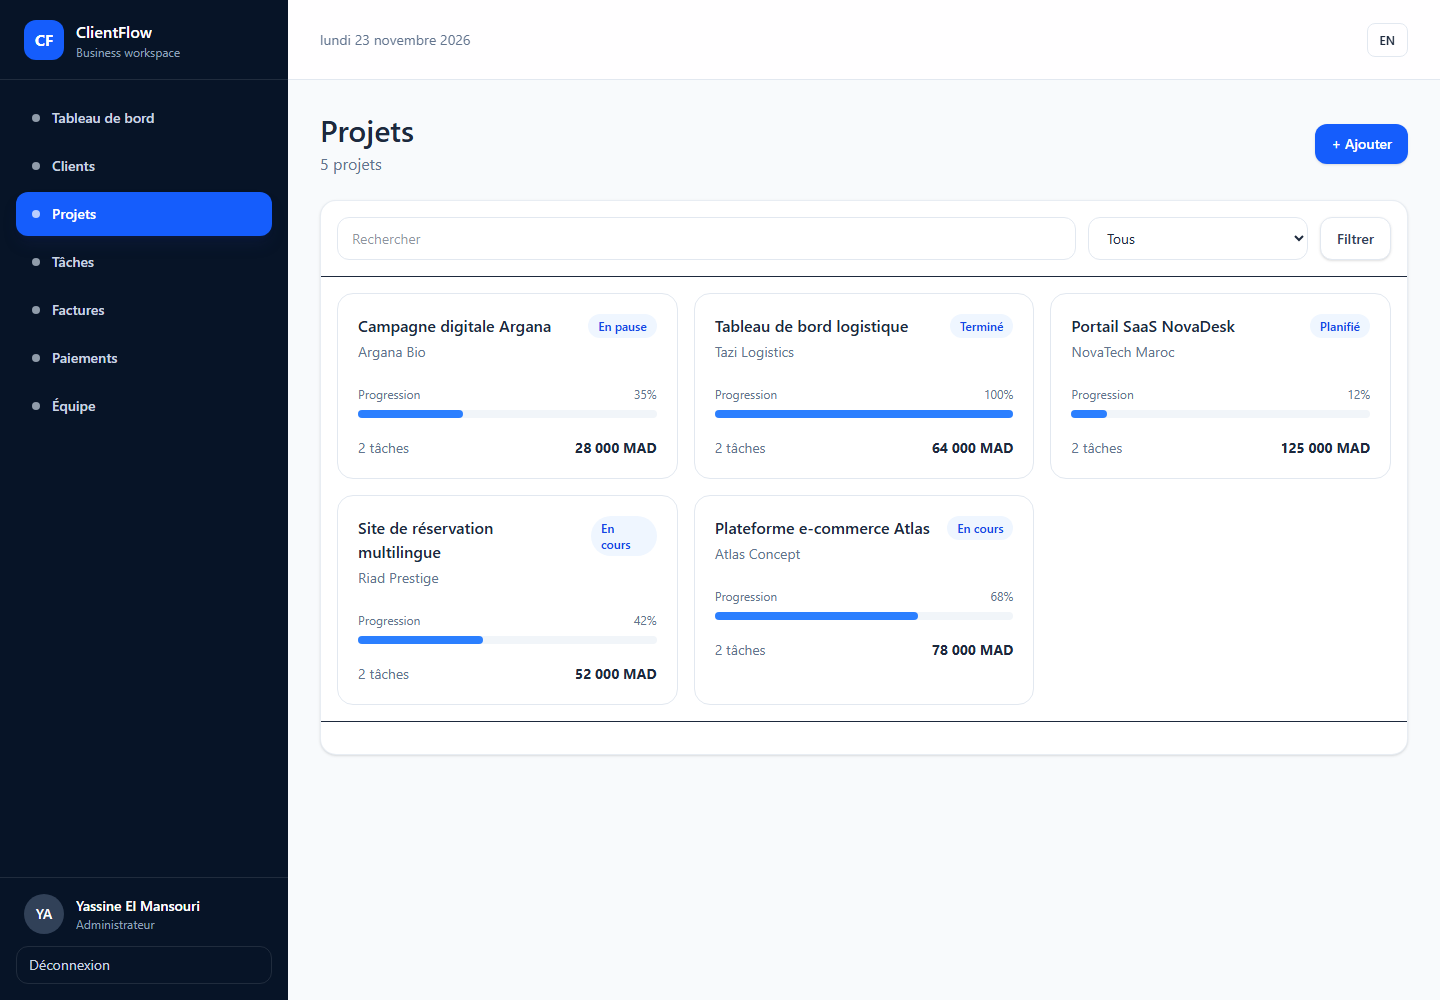 CF
ClientFlow
Business workspace
Tableau de bord
Clients
Projets
Tâches
Factures
Paiements
Équipe
YA
Yassine El Mansouri
Administrateur
Déconnexion
lundi 23 novembre 2026
EN
Projets
5 projets
+ Ajouter
Rechercher
Tous
Filtrer
Campagne digitale Argana
En pause
Argana Bio
Progression
35%
2 tâches
28 000 MAD
Tableau de bord logistique
Terminé
Tazi Logistics
Progression
100%
2 tâches
64 000 MAD
Portail SaaS NovaDesk
Planifié
NovaTech Maroc
Progression
12%
2 tâches
125 000 MAD
Site de réservation
multilingue
En
cours
Riad Prestige
Progression
42%
2 tâches
52 000 MAD
Plateforme e-commerce Atlas
En cours
Atlas Concept
Progression
68%
2 tâches
78 000 MAD